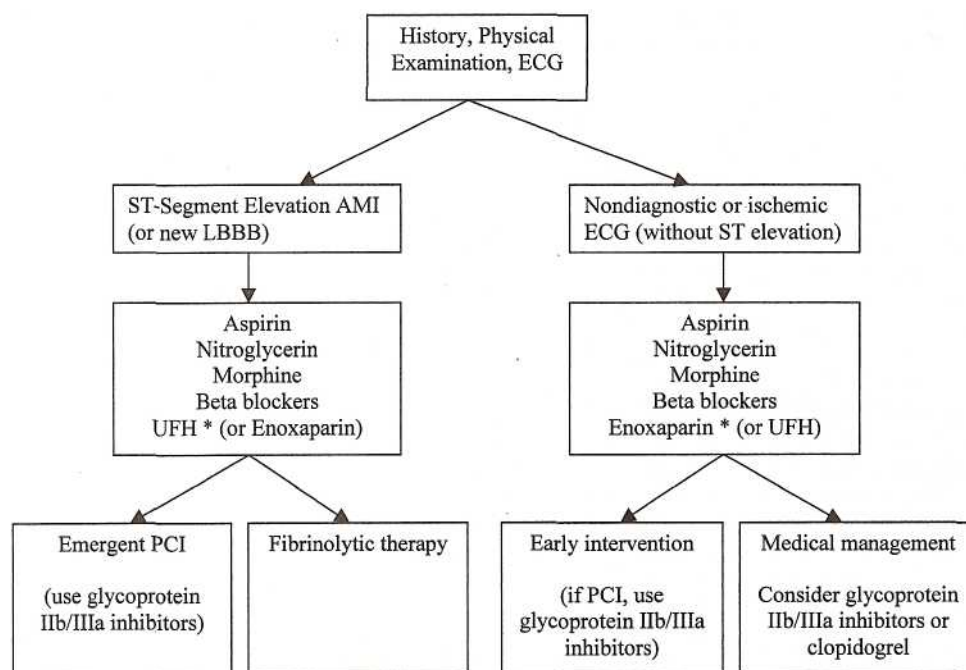 History, Physical
Examination, ECG
ST-Segment Elevation AMI
(or new LBBB)
Nondiagnostic or ischemic
ECG (without ST elevation)
Aspirin
Nitroglycerin
Morphine
Beta blockers
UFH * (or Enoxaparin)
Aspirin
Nitroglycerin
Morphine
Beta blockers
Enoxaparin * (or UFH)
Emergent PCI
(use glycoprotein
IIb/IIIa inhibitors)
Fibrinolytic therapy
Early intervention
(if PCI, use
glycoprotein IIb/IIIa
inhibitors)
Medical management
Consider glycoprotein
IIb/IIIa inhibitors or
clopidogrel